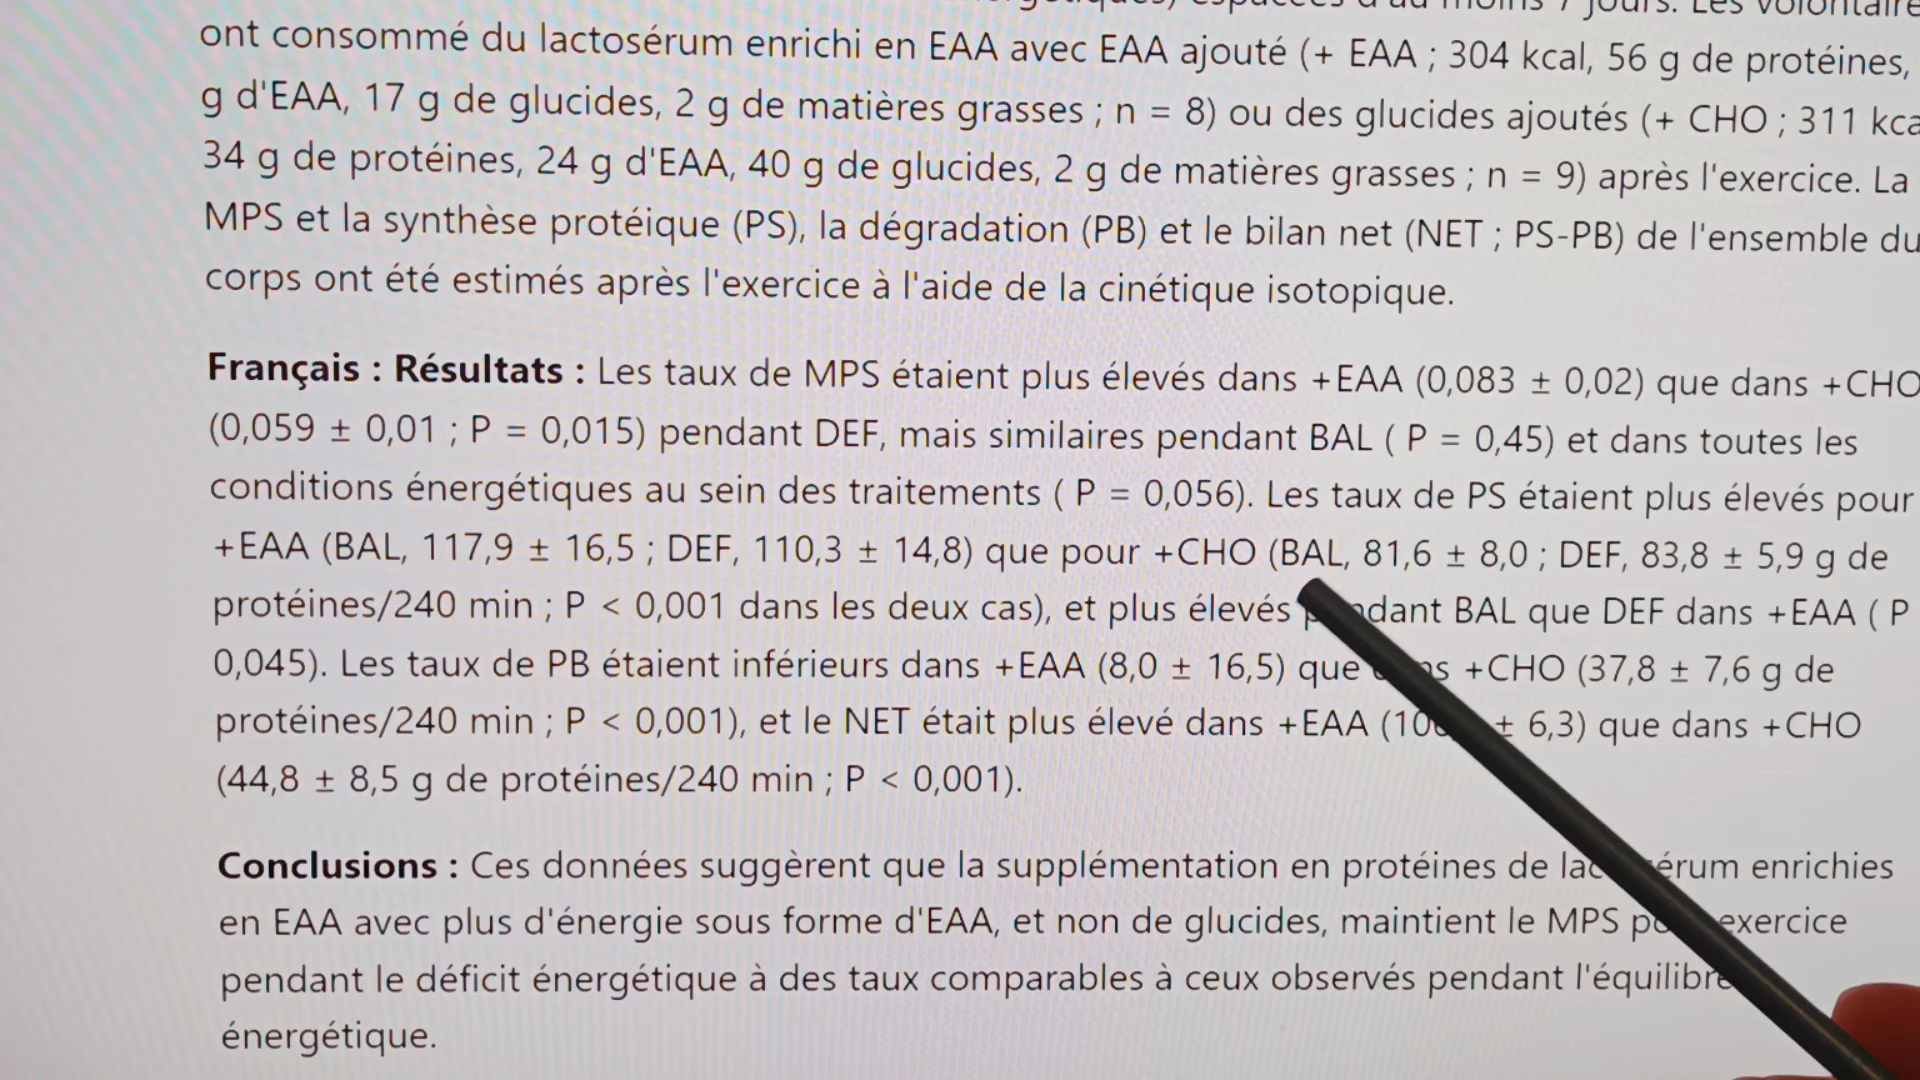 jours. Les
ont consommé du lactosérum enrichi en EAA avec EAA ajouté (+ EAA ; 304 kcal, 56 g de protéines,
g d'EAA, 17 g de glucides, 2 g de matières grasses ; n = 8) ou des glucides ajoutés (+ CHO ; 311
34 g de protéines, 24 g d'EAA, 40 g de glucides, 2 g de matières grasses ; n = 9) après l'exercice. La
MPS et la synthèse protéique (PS), la dégradation (PB) et le bilan net (NET ; PS-PB) de l'ensemble du
corps ont été estimés après l'exercice à l'aide de la cinétique isotopique.
Français : Résultats : Les taux de MPS étaient plus élevés dans +EAA (0,083 ± 0,02) que dans +CHO
(0,059 ± 0,01 ; P = 0,015) pendant DEF, mais similaires pendant BAL ( P = 0,45) et dans toutes les
conditions énergétiques au sein des traitements ( P = 0,056). Les taux de PS étaient plus élevés pour
+EAA (BAL, 117,9 ± 16,5 ; DEF, 110,3 ± 14,8) que pour +CHO (BAL, 81,6 ± 8,0 ; DEF, 83,8 ± 5,9 g de
protéines/240 min ; P < 0,001 dans les deux cas), et plus élevés BAL que DEF dans +EAA ( P
0,045). Les taux de PB étaient inférieurs dans +EAA (8,0 ± 16,5) que +CHO (37,8 ± 7,6 g de
protéines/240 min ; P < 0,001), et le NET était plus élevé dans +EAA ± 6,3) que dans +CHO
(44,8 ± 8,5 g de protéines/240 min ; P < 0,001).
Conclusions : Ces données suggèrent que la supplémentation en protéines de enrichies
en EAA avec plus d'énergie sous forme d'EAA, et non de glucides, maintient le MPS
pendant le déficit énergétique à des taux comparables à ceux observés pendant l'équilibre
énergétique.